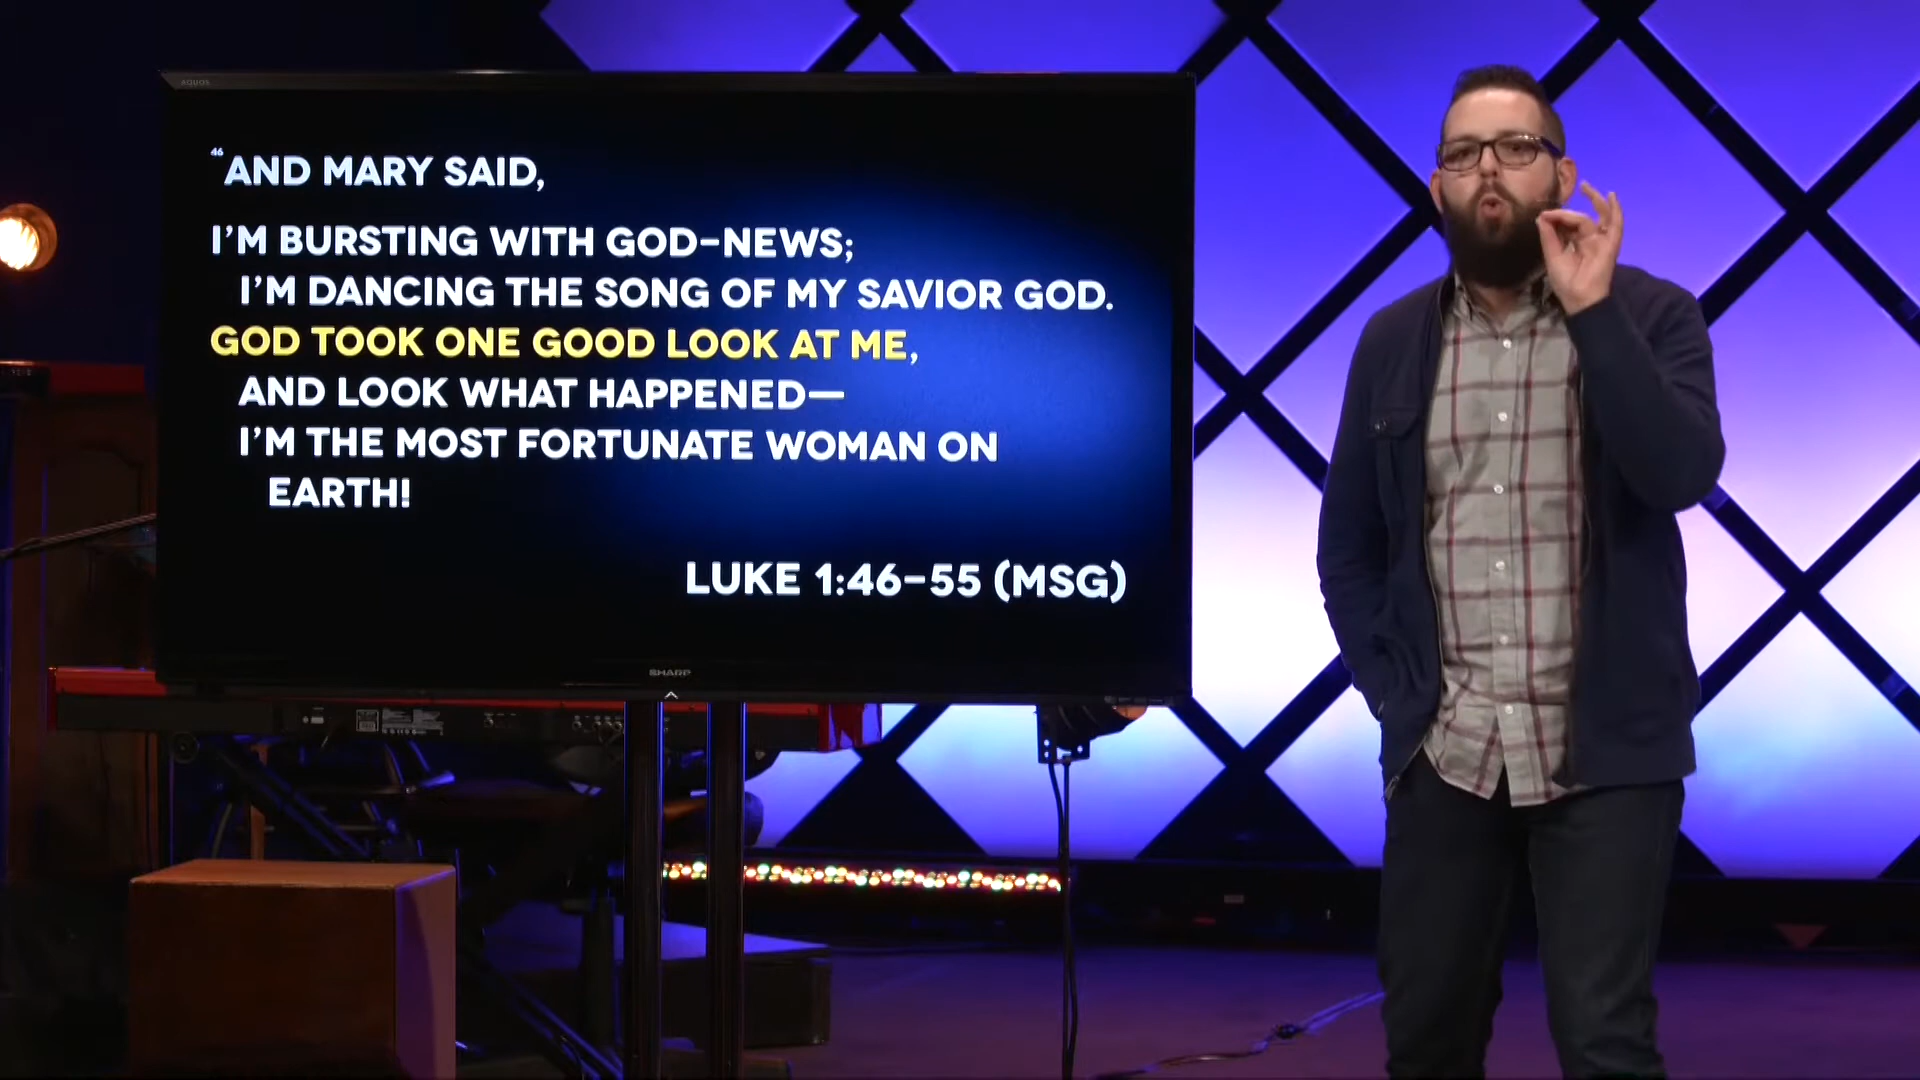 AQUOS
46 AND MARY SAID,
I'M BURSTING WITH GOD-NEWS;
I'M DANCING THE SONG OF MY SAVIOR GOD.
GOD TOOK ONE GOOD LOOK AT ME,
AND LOOK WHAT HAPPENED—
I'M THE MOST FORTUNATE WOMAN ON
EARTH!
LUKE 1:46-55 (MSG)
SHARP